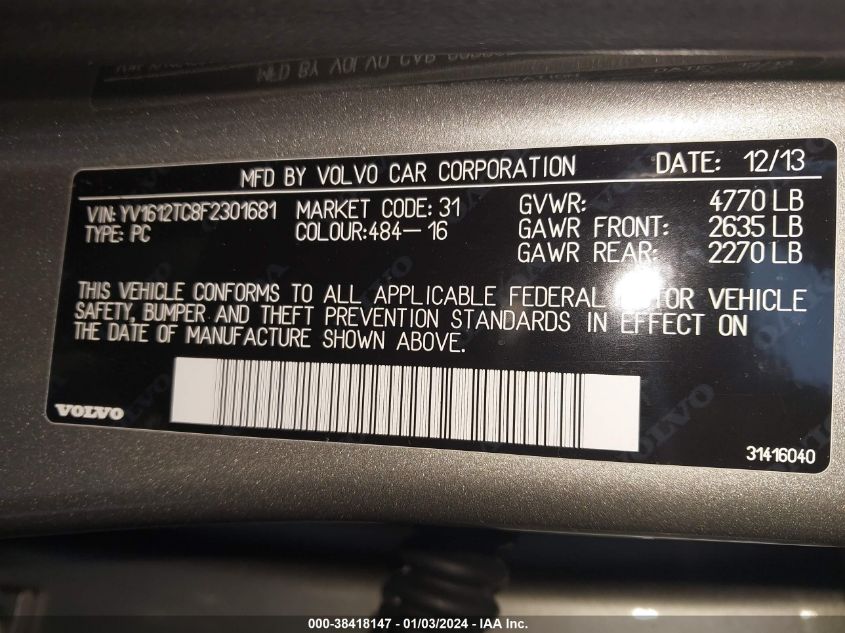 MFD BY VOLVO CAR CORPORATION DATE: 12/13
VIN: YV1612TC8F2301681 MARKET CODE: 31 GVWR: 4770 LB
TYPE: PC COLOUR:484-16 GAWR FRONT: 2635 LB
GAWR REAR: 2270 LB
THIS VEHICLE CONFORMS TO ALL APPLICABLE FEDERAL MOTOR VEHICLE
SAFETY, BUMPER AND THEFT PREVENTION STANDARDS IN EFFECT ON
THE DATE OF MANUFACTURE SHOWN ABOVE.
VOLVO
VOLVO
31416040
000-38418147 - 01/03/2024 - IAA Inc.